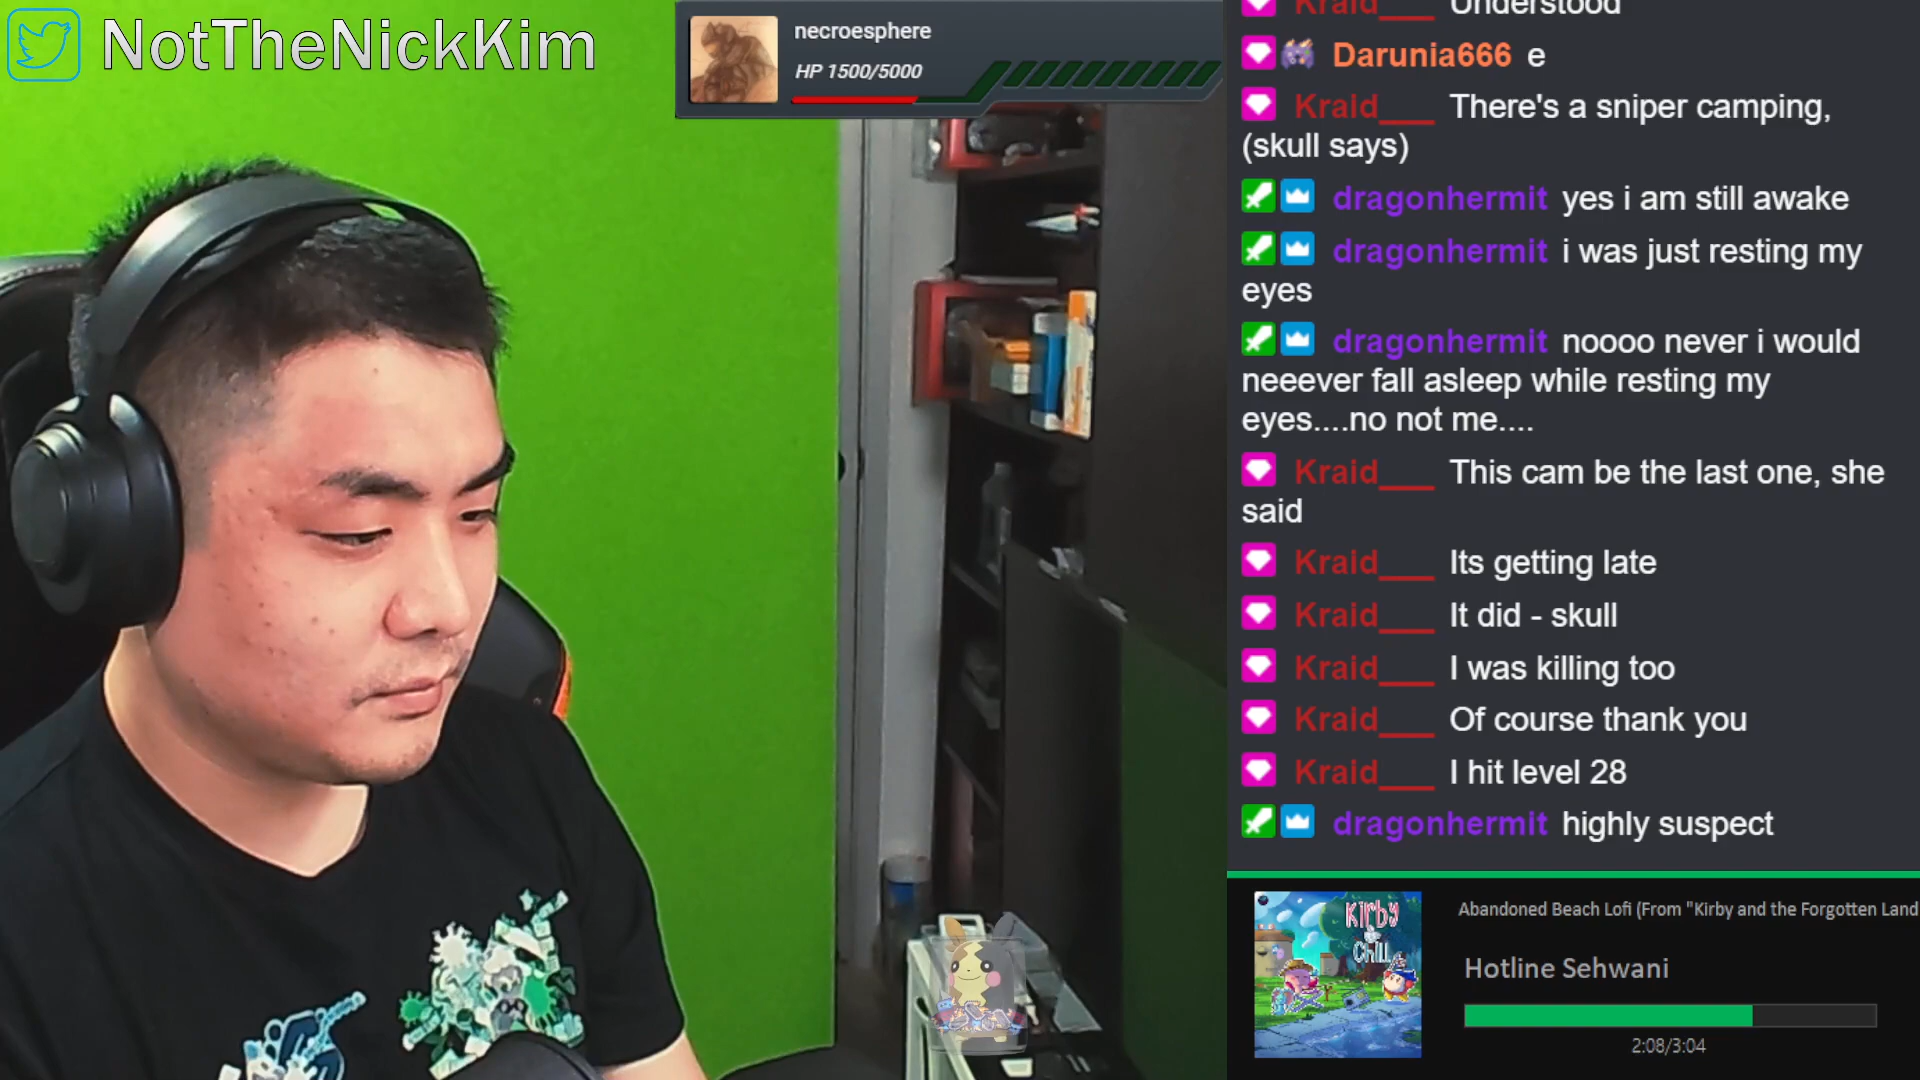 NotTheNickKim
necroesphere
HP 1500/5000
Kraid___ Understood
Darunia666 e
Kraid___ There's a sniper camping,
(skull says)
dragonhermit yes i am still awake
dragonhermit i was just resting my
eyes
dragonhermit noooo never i would
neeever fall asleep while resting my
eyes....no not me....
Kraid___ This cam be the last one, she
said
Kraid___ Its getting late
Kraid___ It did - skull
Kraid___ I was killing too
Kraid___ Of course thank you
Kraid___ I hit level 28
dragonhermit highly suspect
Kirby
Chill
Abandoned Beach Lofi (From "Kirby and the Forgotten Land
Hotline Sehwani
2:08/3:04